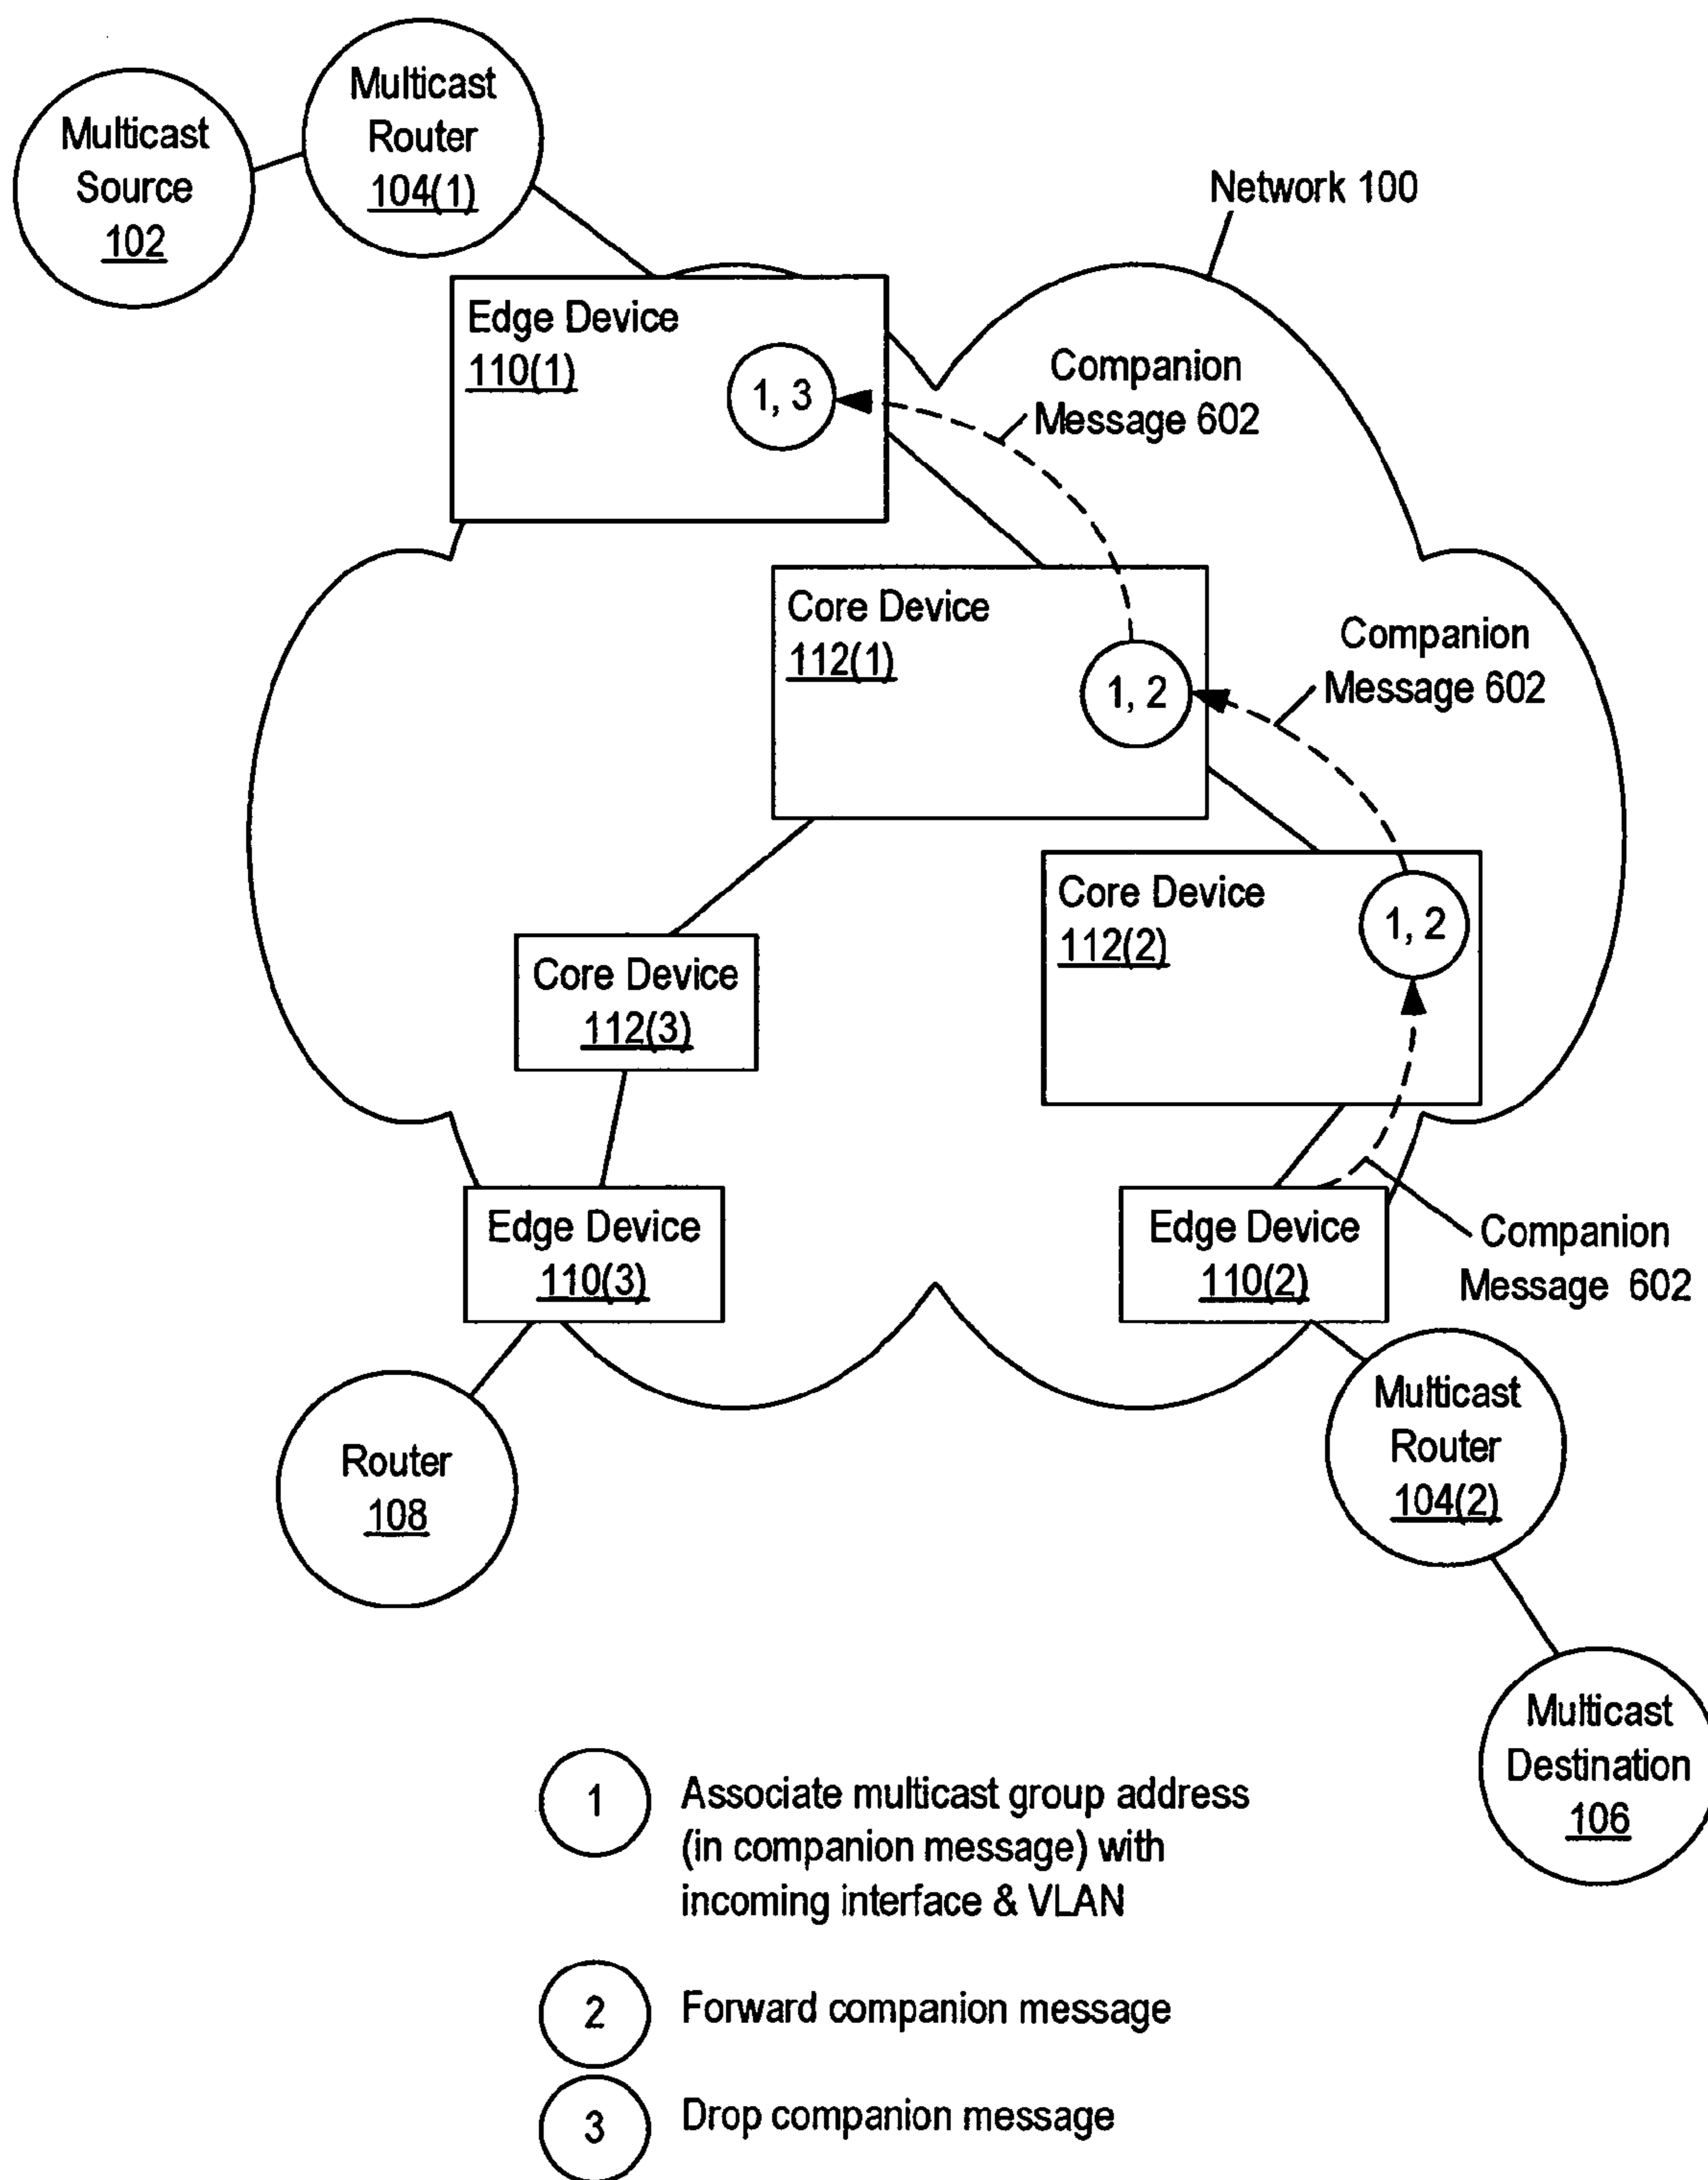 Multicast
Source
102
Multicast
Router
104(1)
Network 100
Edge Device
110(1)
1, 3
Companion
Message 602
Core Device
112(1)
1, 2
Companion
Message 602
Core Device
112(2)
1, 2
Core Device
112(3)
Edge Device
110(3)
Edge Device
110(2)
Companion
Message 602
Router
108
Multicast
Router
104(2)
Multicast
Destination
106
1
Associate multicast group address
(in companion message) with
incoming interface & VLAN
2
Forward companion message
3
Drop companion message